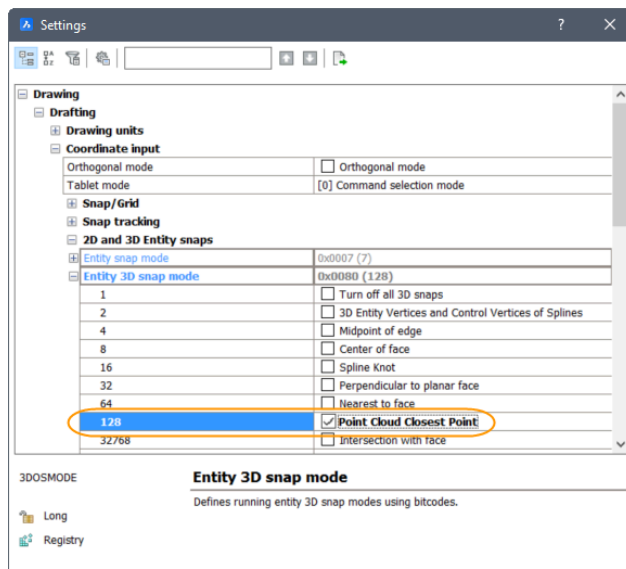 Settings
Drawing
Drafting
Drawing units
Coordinate input
Orthogonal mode Orthogonal mode
Tablet mode [0] Command selection mode
Snap/Grid
Snap tracking
2D and 3D Entity snaps
Entity snap mode 0x0007 (7)
Entity 3D snap mode 0x0080 (128)
1 Turn off all 3D snaps
2 3D Entity Vertices and Control Vertices of Splines
4 Midpoint of edge
8 Center of face
16 Spline Knot
32 Perpendicular to planar face
64 Nearest to face
128 Point Cloud Closest Point
32768 Intersection with face
3DOSMODE Entity 3D snap mode
Defines running entity 3D snap modes using bitcodes.
Long
Registry